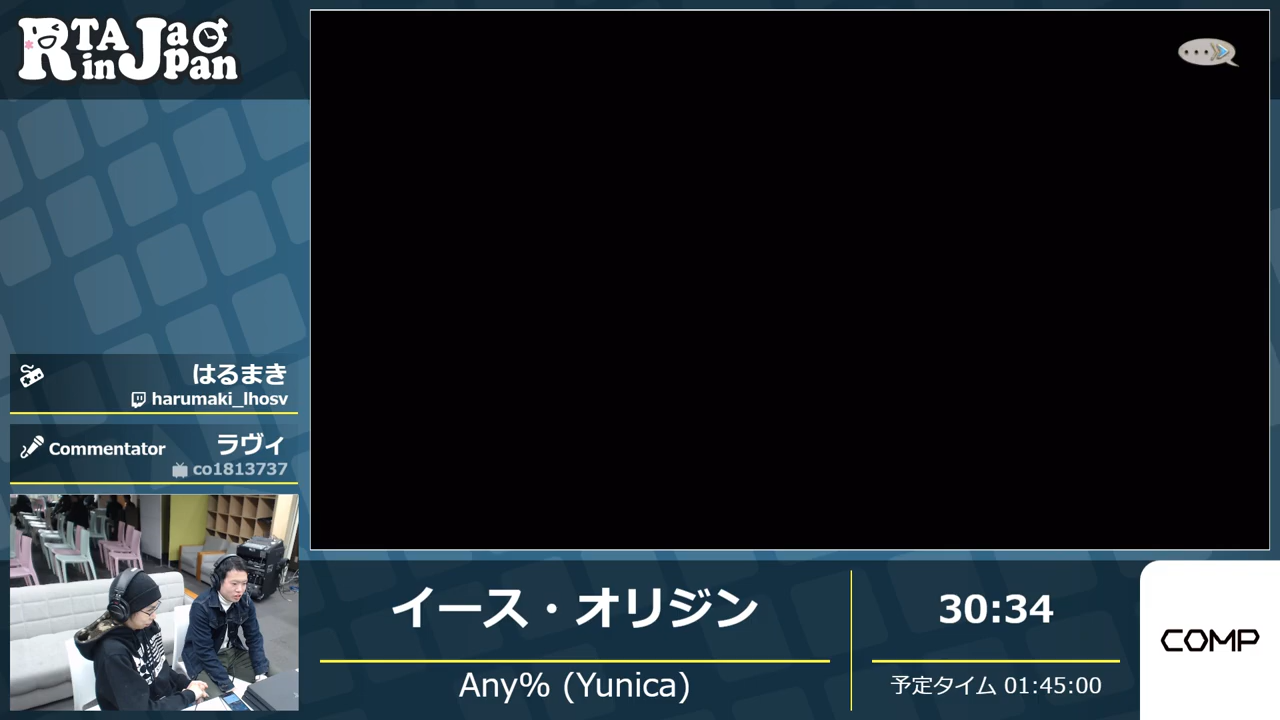 RTA in Japan
はるまき
harumaki_lhosv
Commentator
ラヴィ
co1813737
イース・オリジン
Any% (Yunica)
30:34
予定タイム 01:45:00
COMP